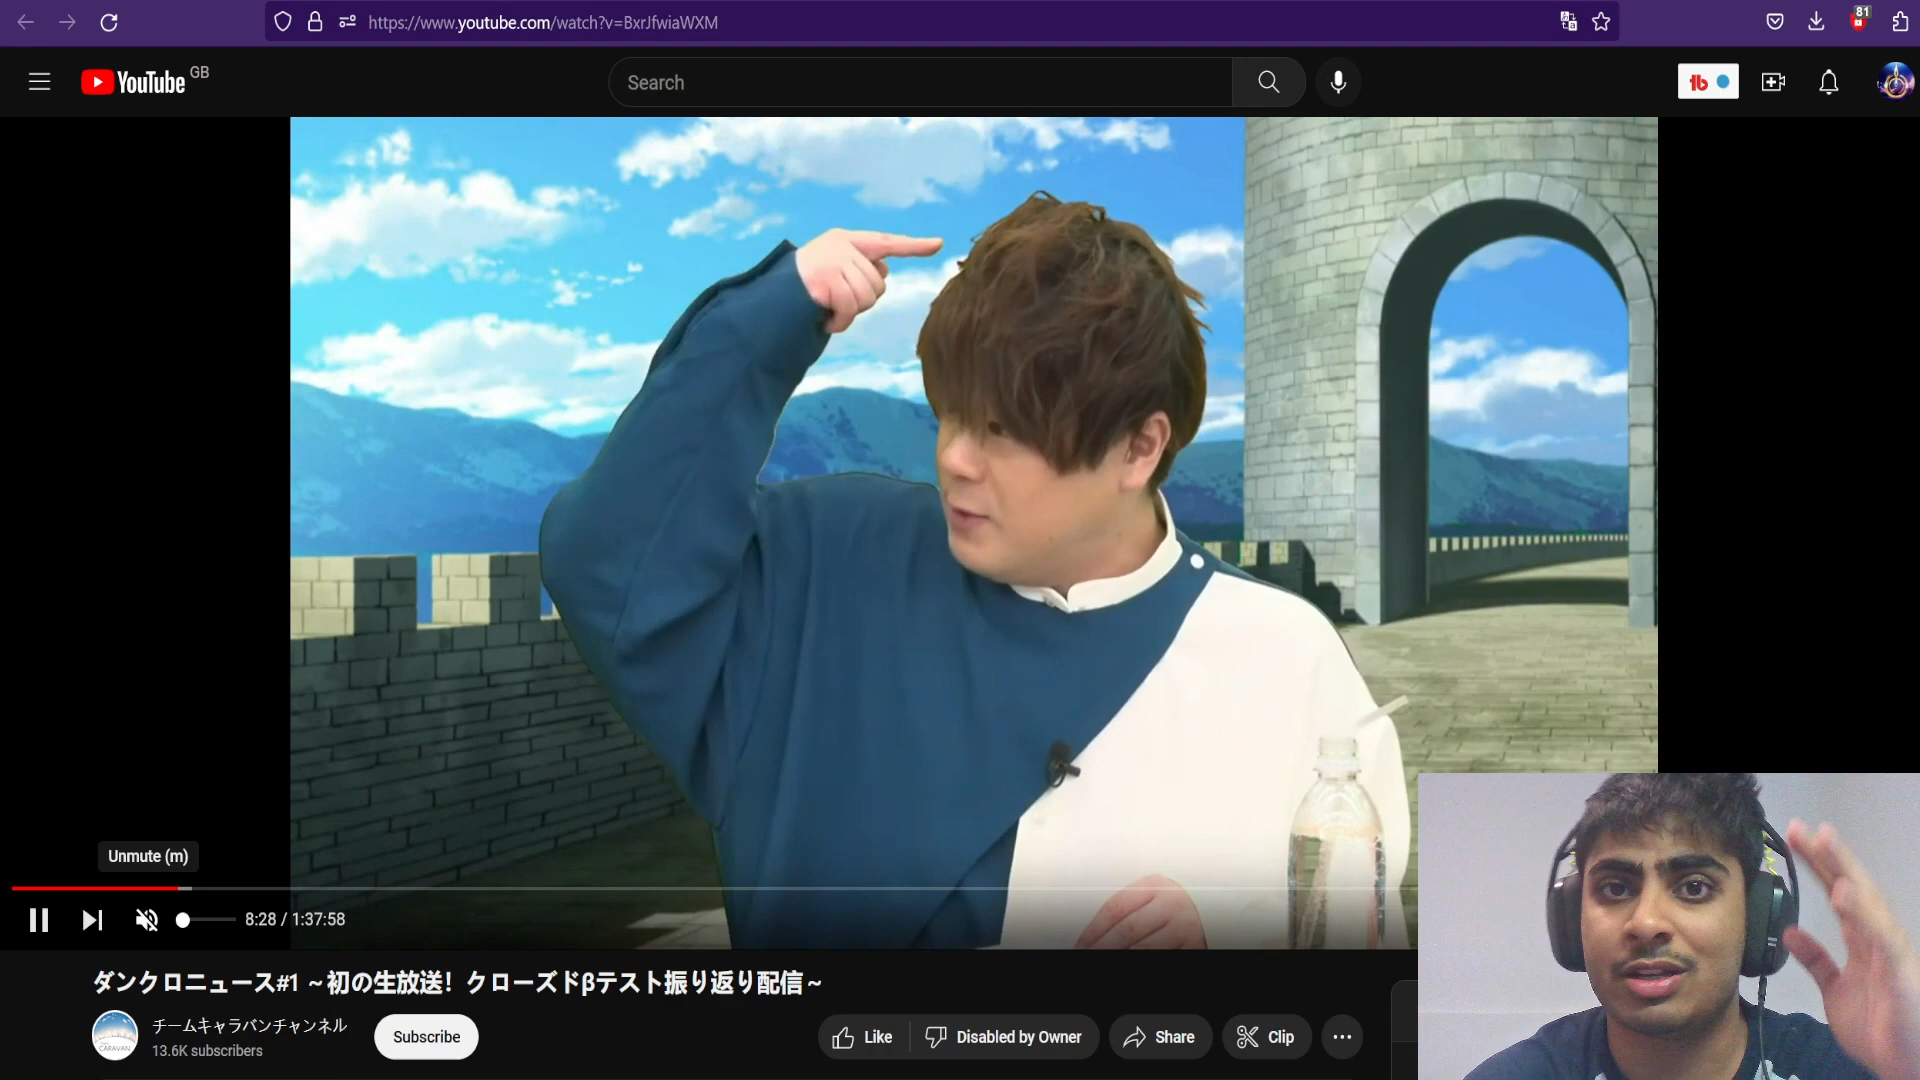 https://www.youtube.com/watch?v=BxrJfwiaWXM
81
YouTube GB
Search
Unmute (m)
8:28 / 1:37:58
ダンクロニュース#1 ~初の生放送！クローズドβテスト振り返り配信~
チームキャラバンチャンネル
13.6K subscribers
CARAVAN
Subscribe
Like
Disabled by Owner
Share
Clip